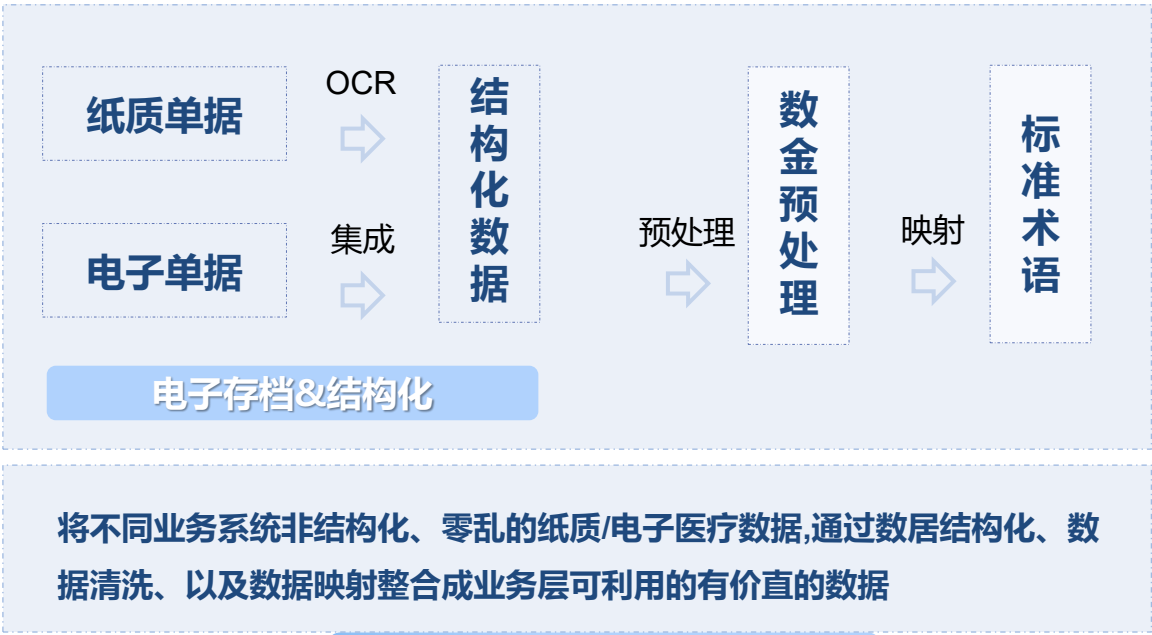 纸质单据
OCR
结构化数据
数金预处理
标准术语
电子单据
集成
预处理
映射
电子存档&结构化
将不同业务系统非结构化、零乱的纸质/电子医疗数据,通过数居结构化、数
据清洗、以及数据映射整合成业务层可利用的有价直的数据